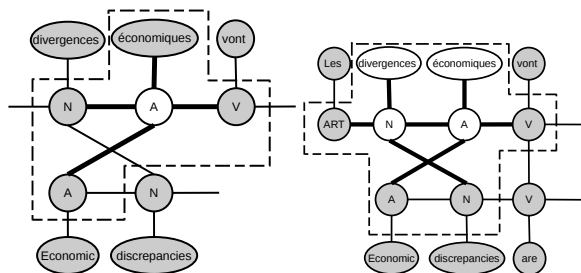 divergences économiques vont
N A V
A N
Economic discrepancies
Les divergences économiques vont
ART N A V
A N V
Economic discrepancies are